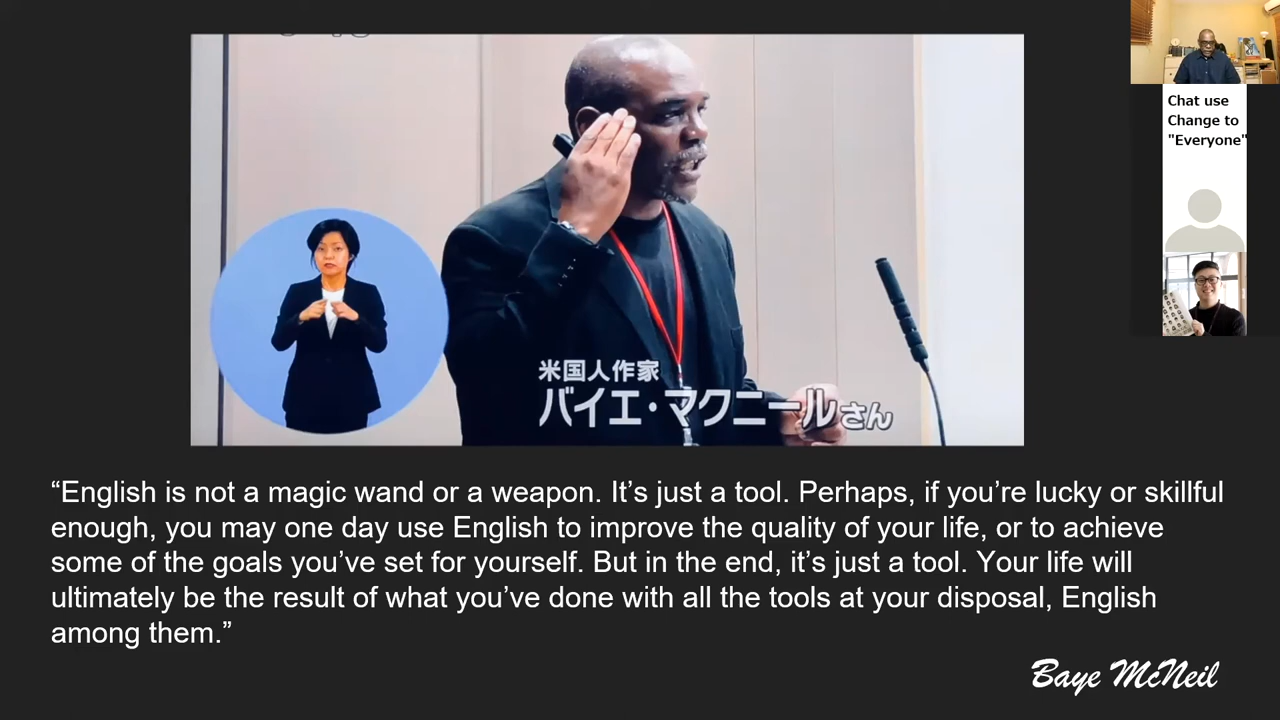 Chat use
Change to
"Everyone"
米国人作家
バイエ・マクニールさん
“English is not a magic wand or a weapon. It’s just a tool. Perhaps, if you’re lucky or skillful
enough, you may one day use English to improve the quality of your life, or to achieve
some of the goals you’ve set for yourself. But in the end, it’s just a tool. Your life will
ultimately be the result of what you’ve done with all the tools at your disposal, English
among them.”
Baye McNeil